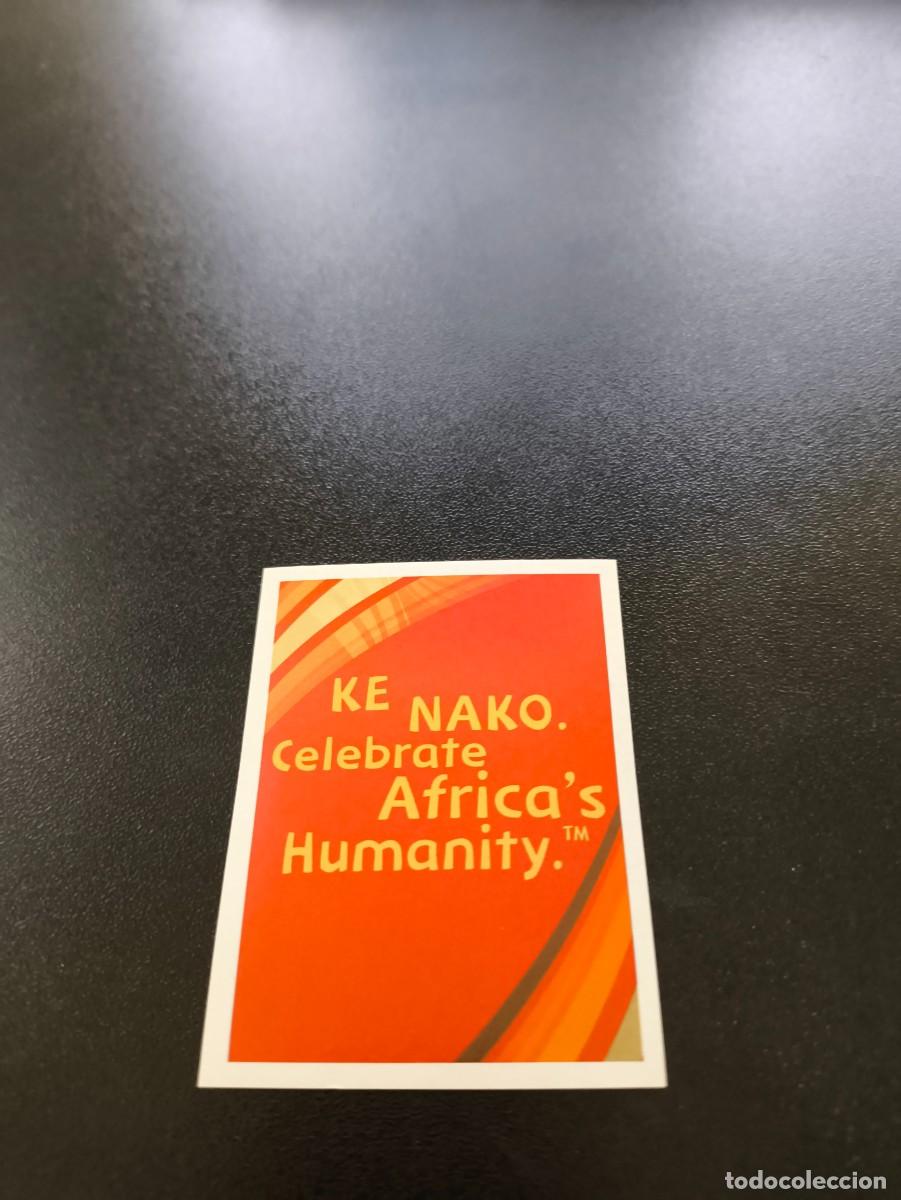 KE NAKO.
Celebrate
Africa's
Humanity.™
todocoleccion